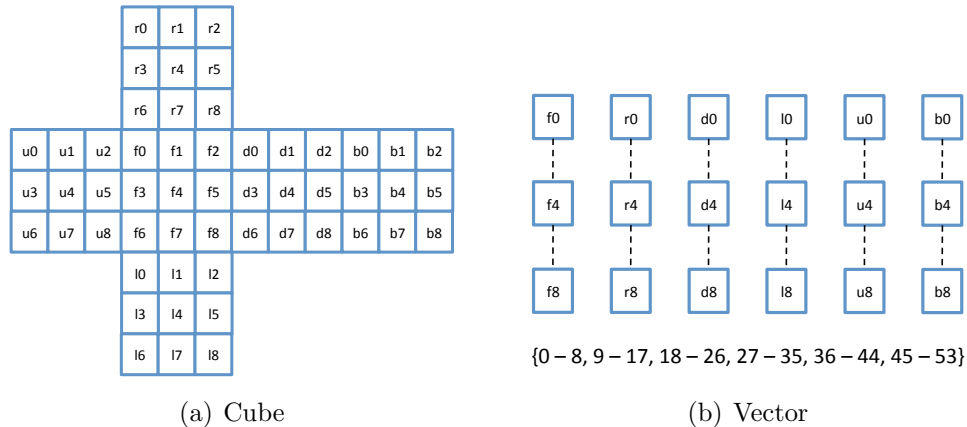 r0 r1 r2
r3 r4 r5
r6 r7 r8
u0 u1 u2 f0 f1 f2 d0 d1 d2 b0 b1 b2
u3 u4 u5 f3 f4 f5 d3 d4 d5 b3 b4 b5
u6 u7 u8 f6 f7 f8 d6 d7 d8 b6 b7 b8
l0 l1 l2
l3 l4 l5
l6 l7 l8
(a) Cube
f0 r0 d0 l0 u0 b0
f4 r4 d4 l4 u4 b4
f8 r8 d8 l8 u8 b8
{0 – 8, 9 – 17, 18 – 26, 27 – 35, 36 – 44, 45 – 53}
(b) Vector